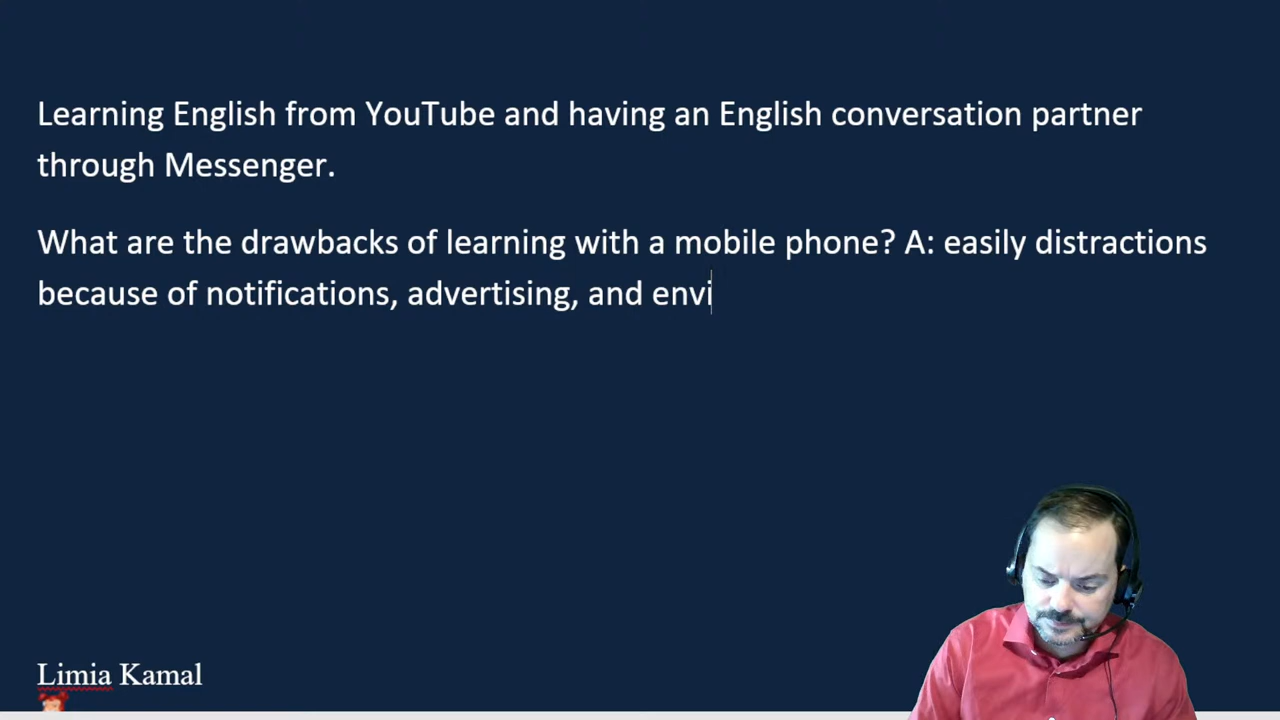 Learning English from YouTube and having an English conversation partner
through Messenger.
What are the drawbacks of learning with a mobile phone? A: easily distractions
because of notifications, advertising, and envi
Limia Kamal